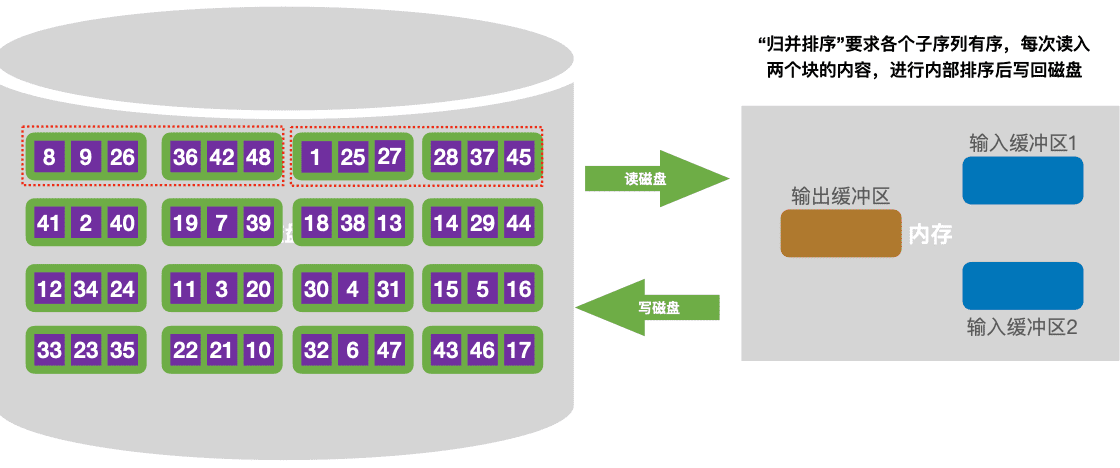 “归并排序”要求各个子序列有序，每次读入
两个块的内容，进行内部排序后写回磁盘
8 9 26 36 42 48 1 25 27 28 37 45
41 2 40 19 7 39 18 38 13 14 29 44
12 34 24 11 3 20 30 4 31 15 5 16
33 23 35 22 21 10 32 6 47 43 46 17
读磁盘
写磁盘
输入缓冲区1
输出缓冲区
内存
输入缓冲区2